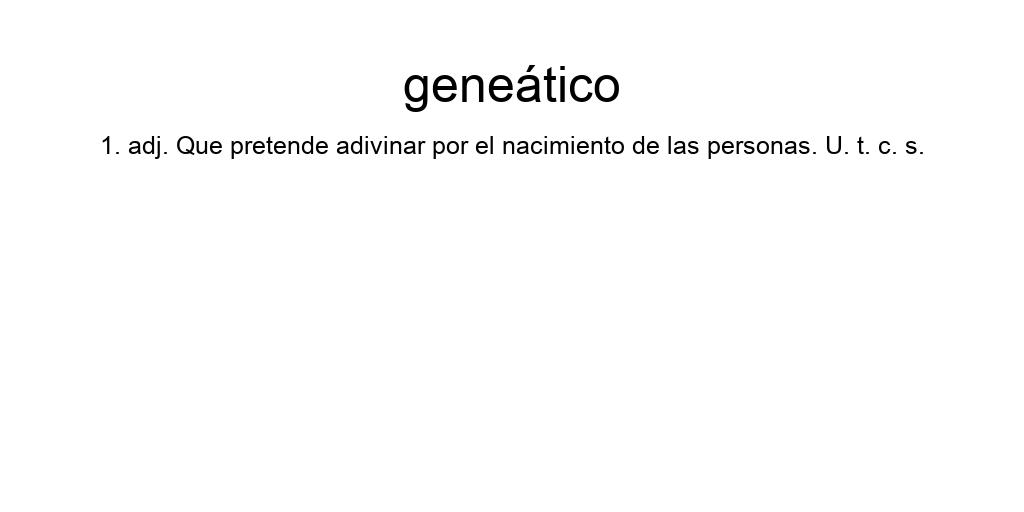 geneático
1. adj. Que pretende adivinar por el nacimiento de las personas. U. t. c. s.